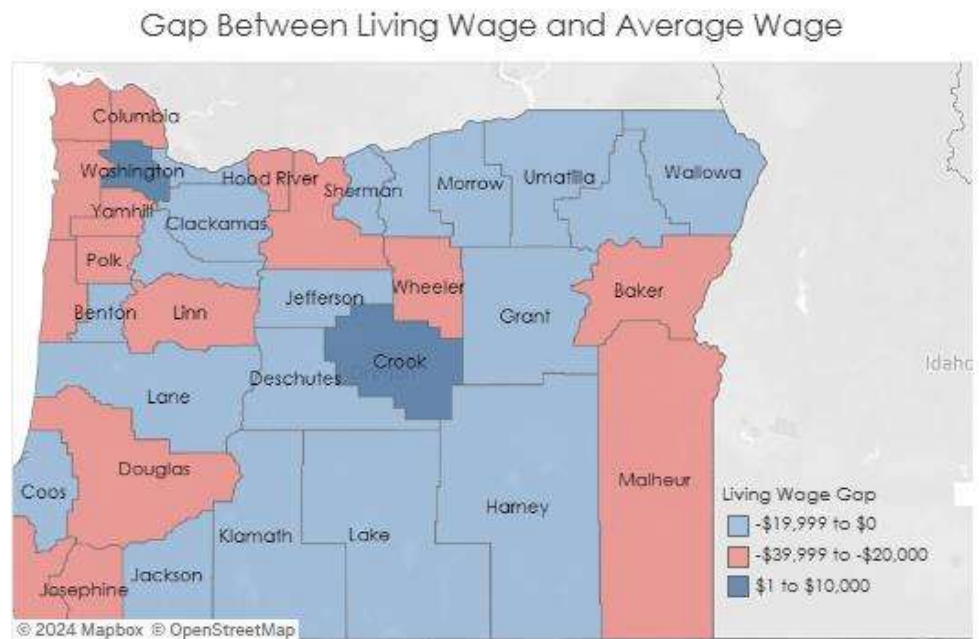 Gap Between Living Wage and Average Wage
Columbia
Washington
Hood River
Sherman
Morrow
Umatilla
Wallowa
Yamhill
Clackamas
Polk
Jefferson
Wheeler
Baker
Benton
Linn
Grant
Crook
Deschutes
Idaho
Lane
Douglas
Coos
Malheur
Harney
Klamath
Lake
Jackson
Josephine
Living Wage Gap
-$19,999 to $0
-$39,999 to -$20,000
$1 to $10,000
© 2024 Mapbox © OpenStreetMap